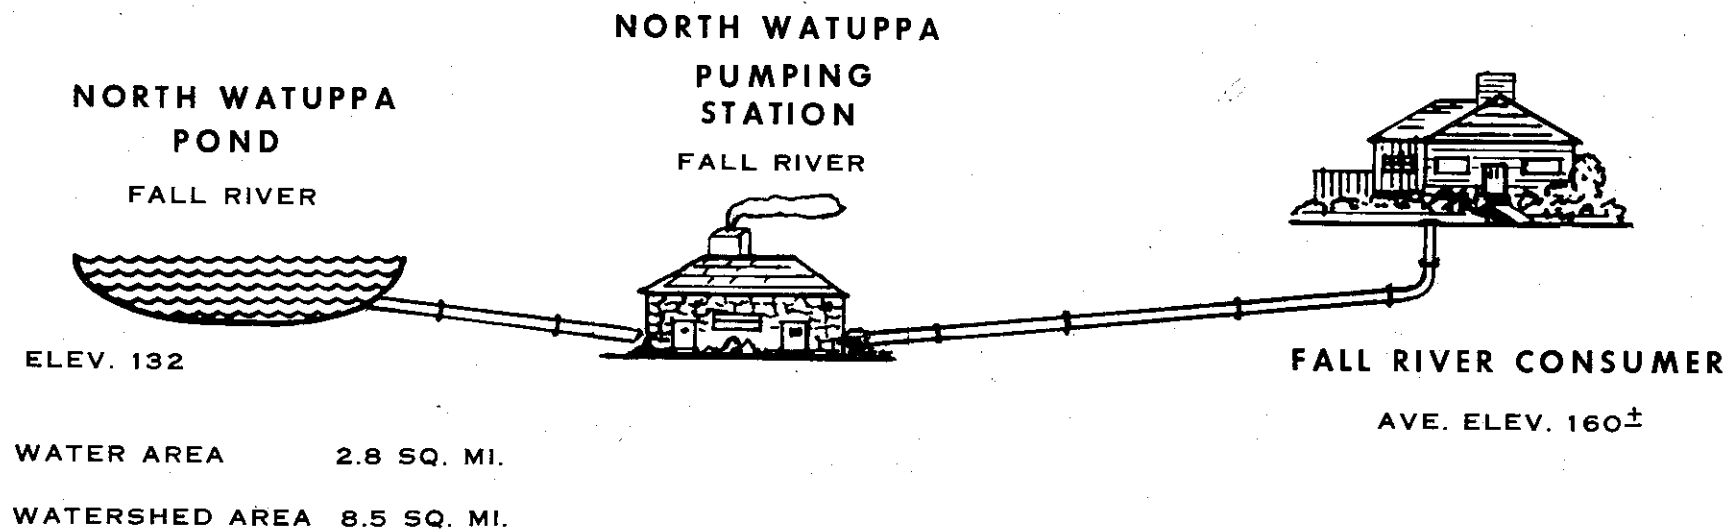 NORTH WATUPPA
POND
FALL RIVER
ELEV. 132
WATER AREA 2.8 SQ. MI.
WATERSHED AREA 8.5 SQ. MI.
NORTH WATUPPA
PUMPING
STATION
FALL RIVER
FALL RIVER CONSUMER
AVE. ELEV. 160±